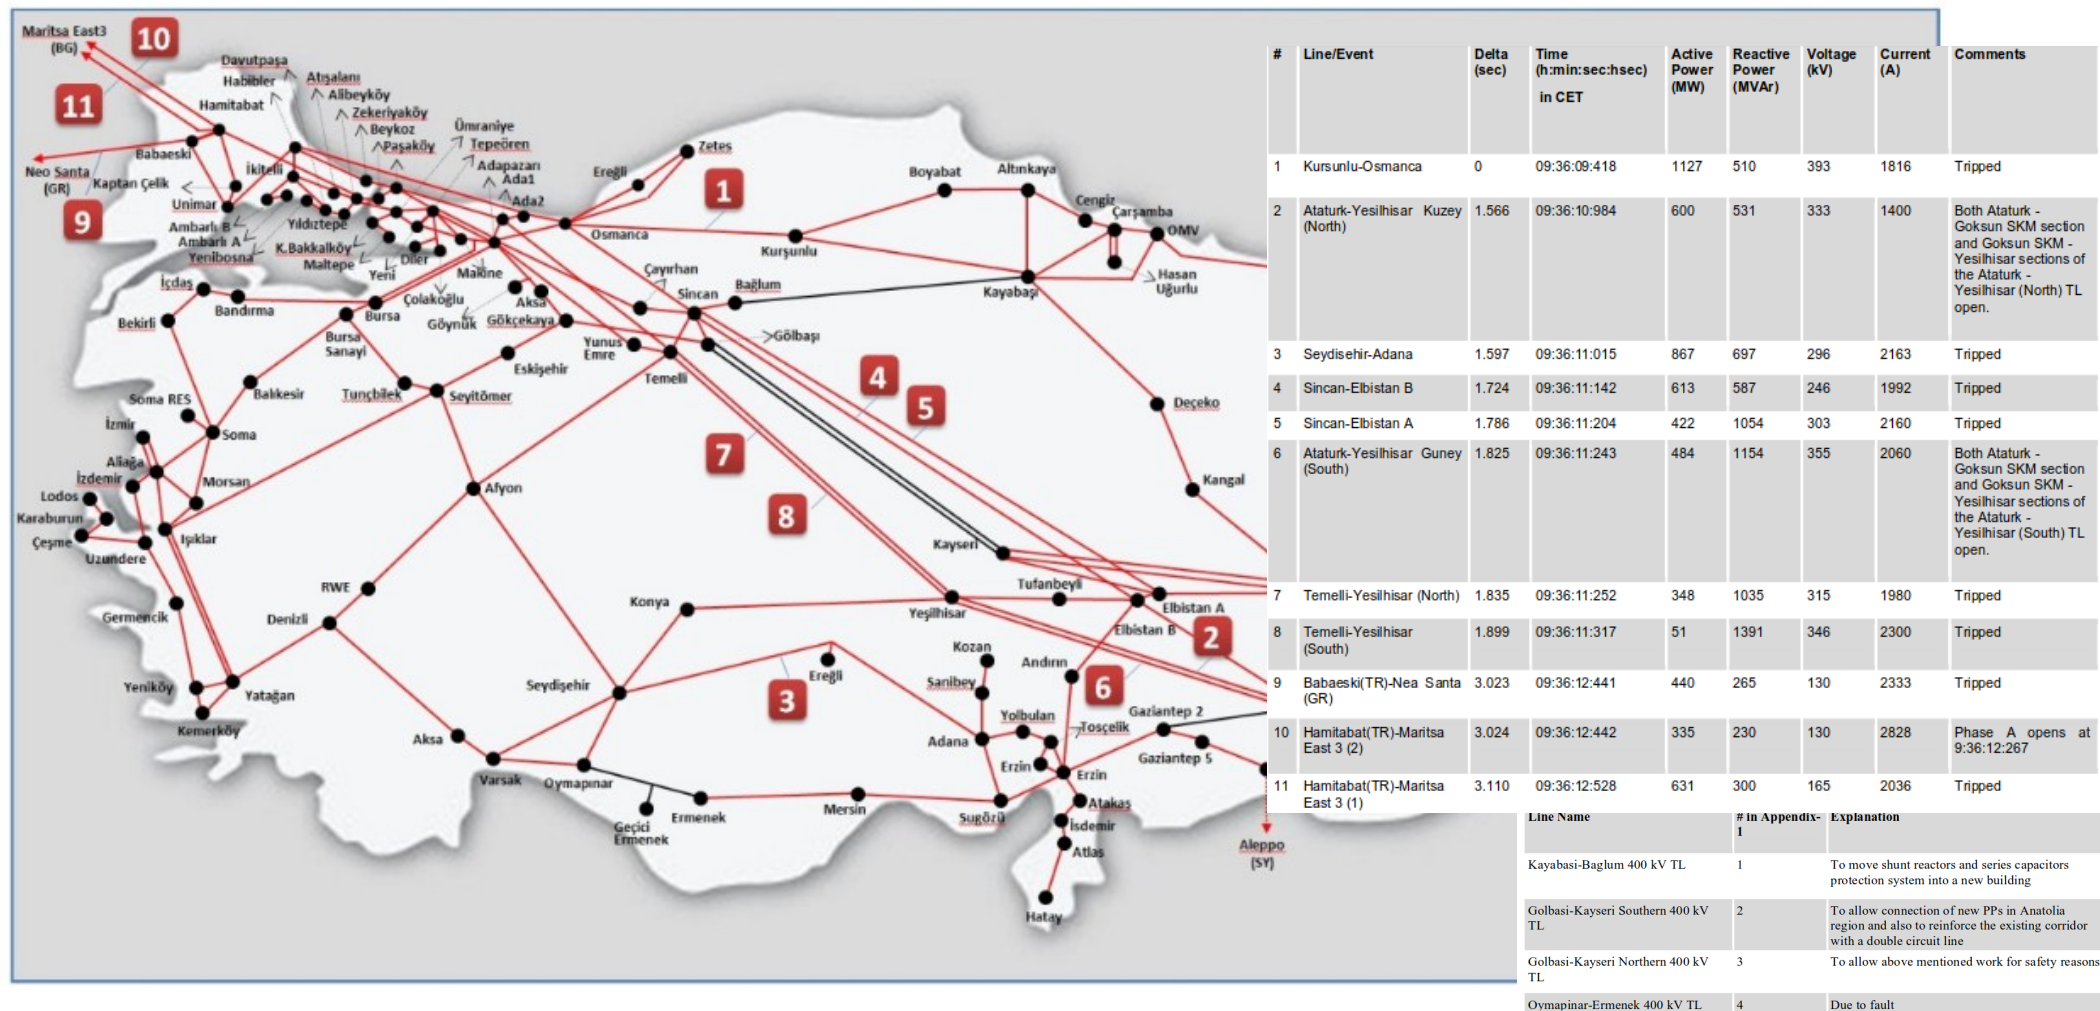 Maritsa East3
(BG)
10
11
Neo Santa
(GR)
9
Davutpaşa
Habibler
Hamitabat
Atışalanı
Alibeyköy
Zekeriyaköy
Beykoz
Paşaköy
Ümraniye
Tepeören
Adapazarı
Ada1
Ada2
Babaeski
Kaptan Çelik
İkitelli
Unimar
Ambarlı B
Ambarlı A
Yenibosna
Yıldıztepe
K.Bakkalköy
Maltepe
Yeni
Diler
Çolakoğlu
Makine
Göynük
Aksa
Gökçekaya
Ereğli
Zetes
Osmanca
1
Kurşunlu
Boyabat
Altınkaya
Cengiz
Çarşamba
OMV
Hasan
Uğurlu
Kayabaşı
Çayırhan
Sincan
Bağlum
Gölbaşı
Yunus
Emre
Temelli
İçdaş
Bandırma
Bekirli
Bursa
Bursa
Sanayi
Eskişehir
Balıkesir
Tunçbilek
Seyitömer
Soma RES
İzmir
Soma
Aliağa
İzdemir
Morsan
Lodos
Karaburun
Çeşme
Uzundere
Işıklar
Afyon
4
5
7
8
Deçeko
Kangal
Kayseri
Tufanbeyli
Yeşilhisar
Elbistan A
Elbistan B
2
RWE
Konya
Germencik
Denizli
Yeniköy
Yatağan
Kemerköy
Seydişehir
3
Ereğli
Kozan
Sanibey
Andırın
6
Gaziantep 2
Yolbulan
Tosçelik
Adana
Erzin
Erzin
Gaziantep 5
Aksa
Varsak
Oymapınar
Geçici
Ermenek
Ermenek
Mersin
Sugözü
Atakaş
İsdemir
Atlas
Hatay
Aleppo
(SY)
# Line/Event Delta (sec) Time (h:min:sec:hsec) in CET Active Power (MW) Reactive Power (MVAr) Voltage (kV) Current (A) Comments
1 Kursunlu-Osmanca 0 09:36:09:418 1127 510 393 1816 Tripped
2 Ataturk-Yesilhisar Kuzey (North) 1.566 09:36:10:984 600 531 333 1400 Both Ataturk -
Goksun SKM section
and Goksun SKM -
Yesilhisar sections of
the Ataturk -
Yesilhisar (North) TL
open.
3 Seydisehir-Adana 1.597 09:36:11:015 867 697 296 2163 Tripped
4 Sincan-Elbistan B 1.724 09:36:11:142 613 587 246 1992 Tripped
5 Sincan-Elbistan A 1.786 09:36:11:204 422 1054 303 2160 Tripped
6 Ataturk-Yesilhisar Guney (South) 1.825 09:36:11:243 484 1154 355 2060 Both Ataturk -
Goksun SKM section
and Goksun SKM -
Yesilhisar sections of
the Ataturk -
Yesilhisar (South) TL
open.
7 Temelli-Yesilhisar (North) 1.835 09:36:11:252 348 1035 315 1980 Tripped
8 Temelli-Yesilhisar (South) 1.899 09:36:11:317 51 1391 346 2300 Tripped
9 Babaeski(TR)-Nea Santa (GR) 3.023 09:36:12:441 440 265 130 2333 Tripped
10 Hamitabat(TR)-Maritsa East 3 (2) 3.024 09:36:12:442 335 230 130 2828 Phase A opens at 9:36:12:267
11 Hamitabat(TR)-Maritsa East 3 (1) 3.110 09:36:12:528 631 300 165 2036 Tripped
Line Name # in Appendix-1 Explanation
Kayabasi-Baglum 400 kV TL 1 To move shunt reactors and series capacitors
protection system into a new building
Golbasi-Kayseri Southern 400 kV TL 2 To allow connection of new PPs in Anatolia
region and also to reinforce the existing corridor
with a double circuit line
Golbasi-Kayseri Northern 400 kV TL 3 To allow above mentioned work for safety reasons
Oymapinar-Ermenek 400 kV TL 4 Due to fault